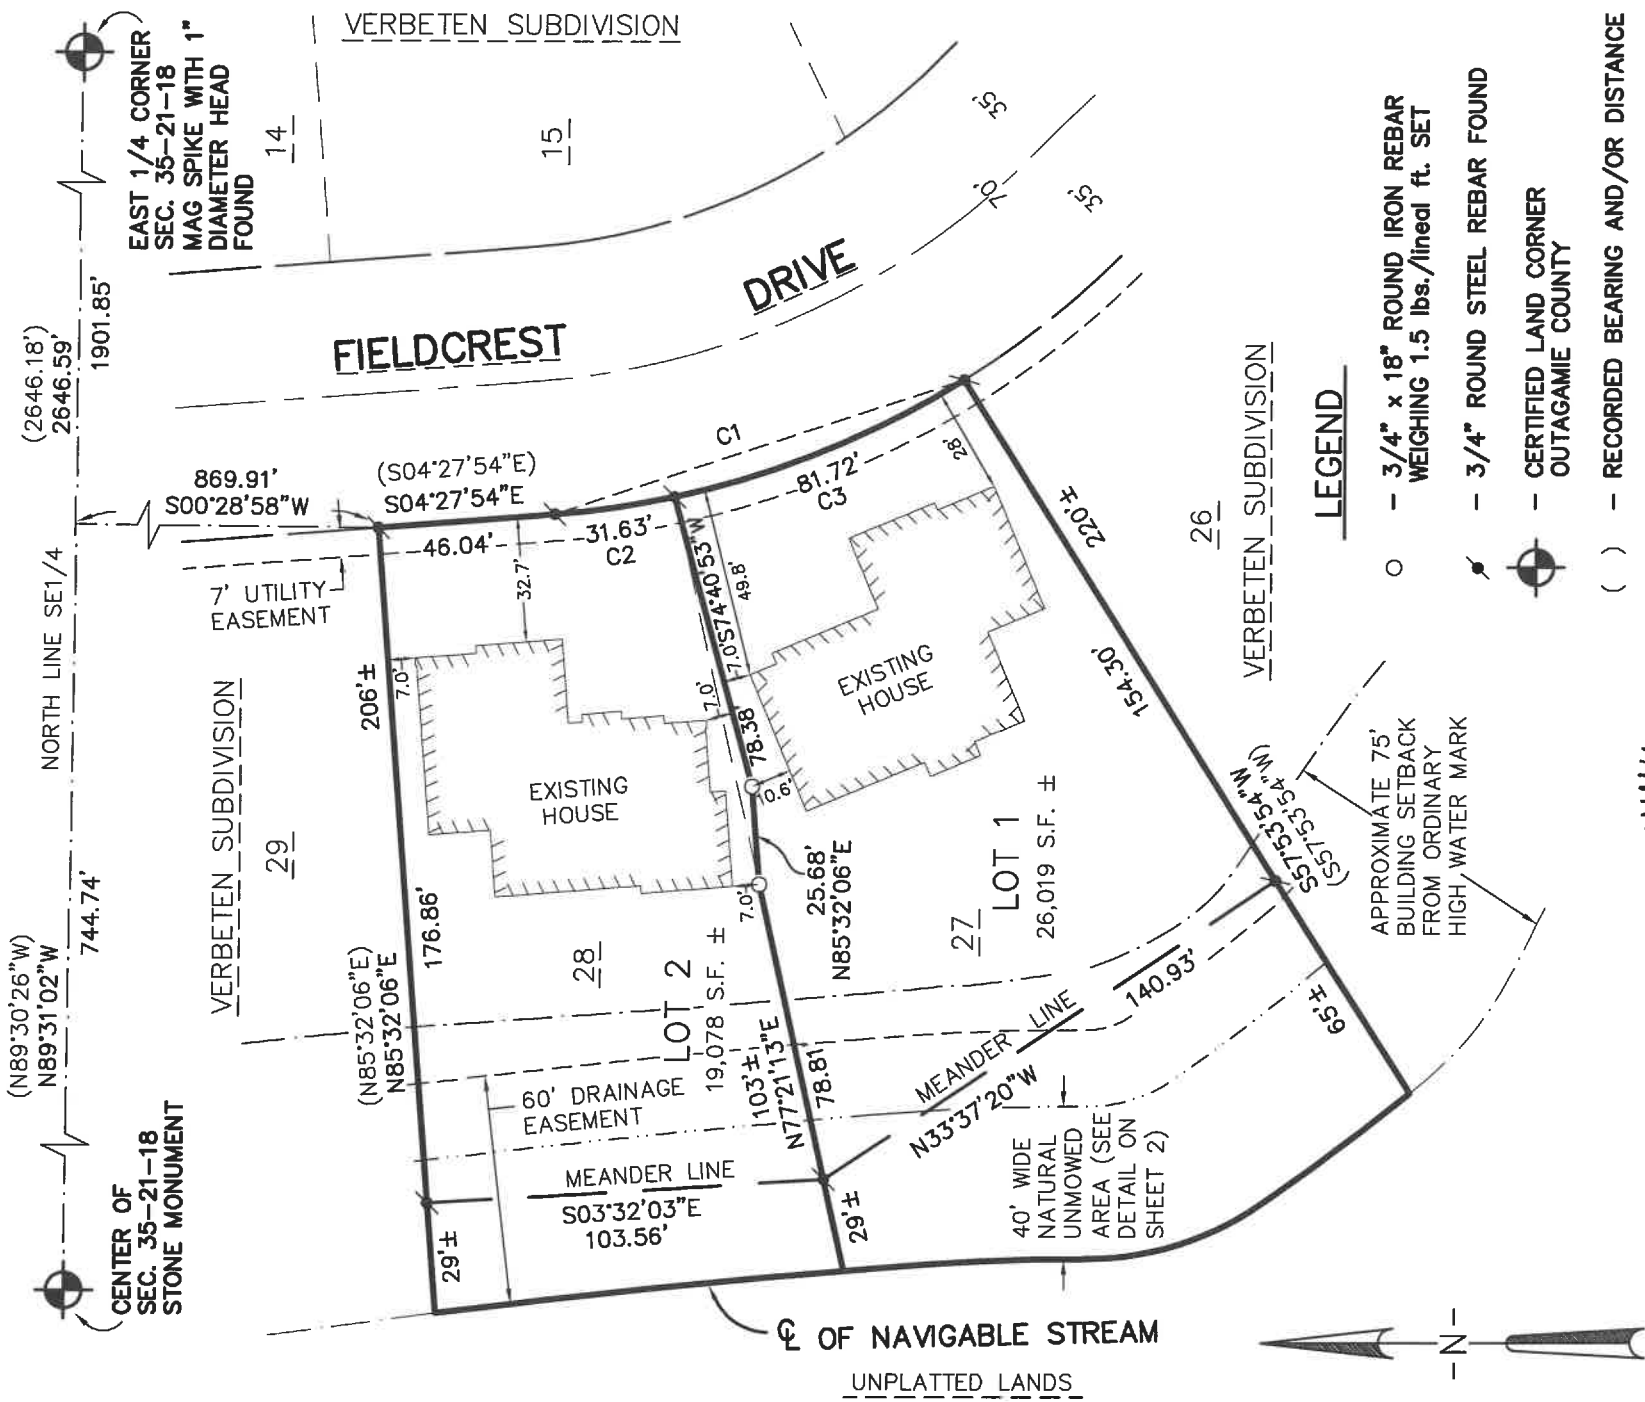 VERBETEN SUBDIVISION
EAST 1/4 CORNER
SEC. 35-21-18
MAG SPIKE WITH 1"
DIAMETER HEAD
FOUND
14
15
(2646.18')
2646.59'
1901.85'
35'
70'
35'
FIELDCREST
DRIVE
869.91'
S00°28'58"W
(S04°27'54"E)
S04°27'54"E
C1
46.04'
31.63'
C2
81.72'
C3
28'
7' UTILITY
EASEMENT
32.7'
NORTH LINE SE1/4
S74°40'53"W
49.8'
7.0'
7.0'
7.0'
78.38
220'±
26
VERBETEN SUBDIVISION
206'±
EXISTING
HOUSE
EXISTING
HOUSE
154.30'
VERBETEN SUBDIVISION
29
744.74'
(N89°30'26"W)
N89°31'02"W
176.86'
(N85°32'06"E)
N85°32'06"E
0.6'
25.68'
N85°32'06"E
7.0'
28
LOT 2
19,078 S.F. ±
27
LOT 1
26,019 S.F. ±
S57°53'54"W
(S57°53'54"W)
APPROXIMATE 75'
BUILDING SETBACK
FROM ORDINARY
HIGH WATER MARK
60' DRAINAGE
EASEMENT
103'±
N77°21'13"E
78.81
MEANDER LINE
140.93'
N33°37'20"W
65'±
CENTER OF
SEC. 35-21-18
STONE MONUMENT
29'±
MEANDER LINE
S03°32'03"E
103.56'
29'±
40' WIDE
NATURAL
UNMOWED
AREA (SEE
DETAIL ON
SHEET 2)
℄ OF NAVIGABLE STREAM
UNPLATTED LANDS
N
LEGEND
- 3/4" x 18" ROUND IRON REBAR
WEIGHING 1.5 lbs./lineal ft. SET
- 3/4" ROUND STEEL REBAR FOUND
- CERTIFIED LAND CORNER
OUTAGAMIE COUNTY
( ) - RECORDED BEARING AND/OR DISTANCE